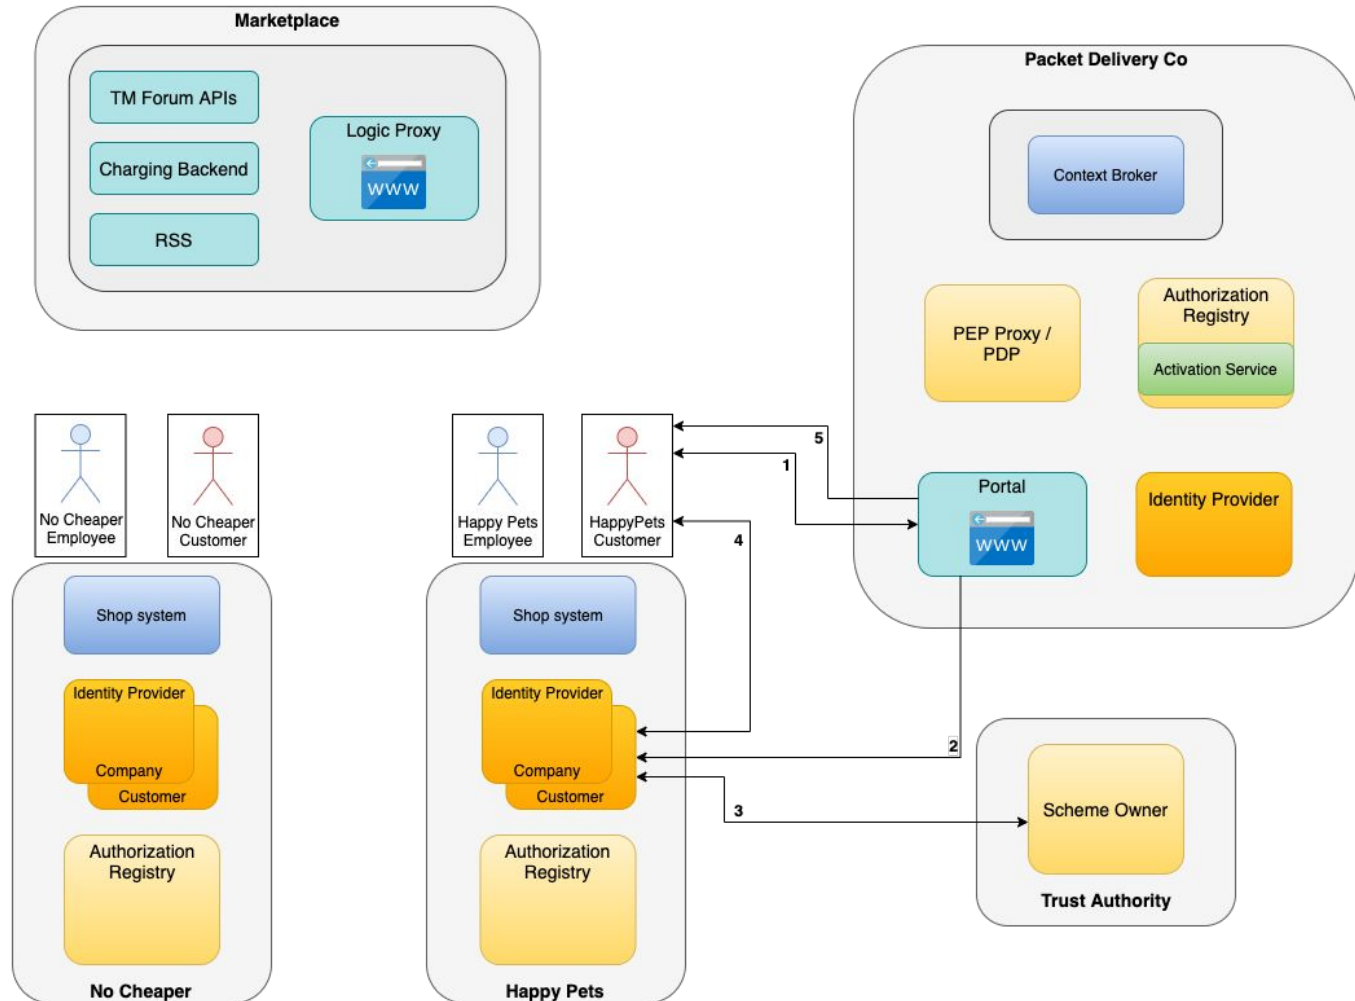 Marketplace
TM Forum APIs
Charging Backend
RSS
Logic Proxy
www
Packet Delivery Co
Context Broker
PEP Proxy /
PDP
Authorization
Registry
Activation Service
Portal
www
Identity Provider
No Cheaper
Employee
No Cheaper
Customer
Happy Pets
Employee
HappyPets
Customer
5
1
4
2
3
Shop system
Identity Provider
Company
Customer
Authorization
Registry
No Cheaper
Shop system
Identity Provider
Company
Customer
Authorization
Registry
Happy Pets
Scheme Owner
Trust Authority